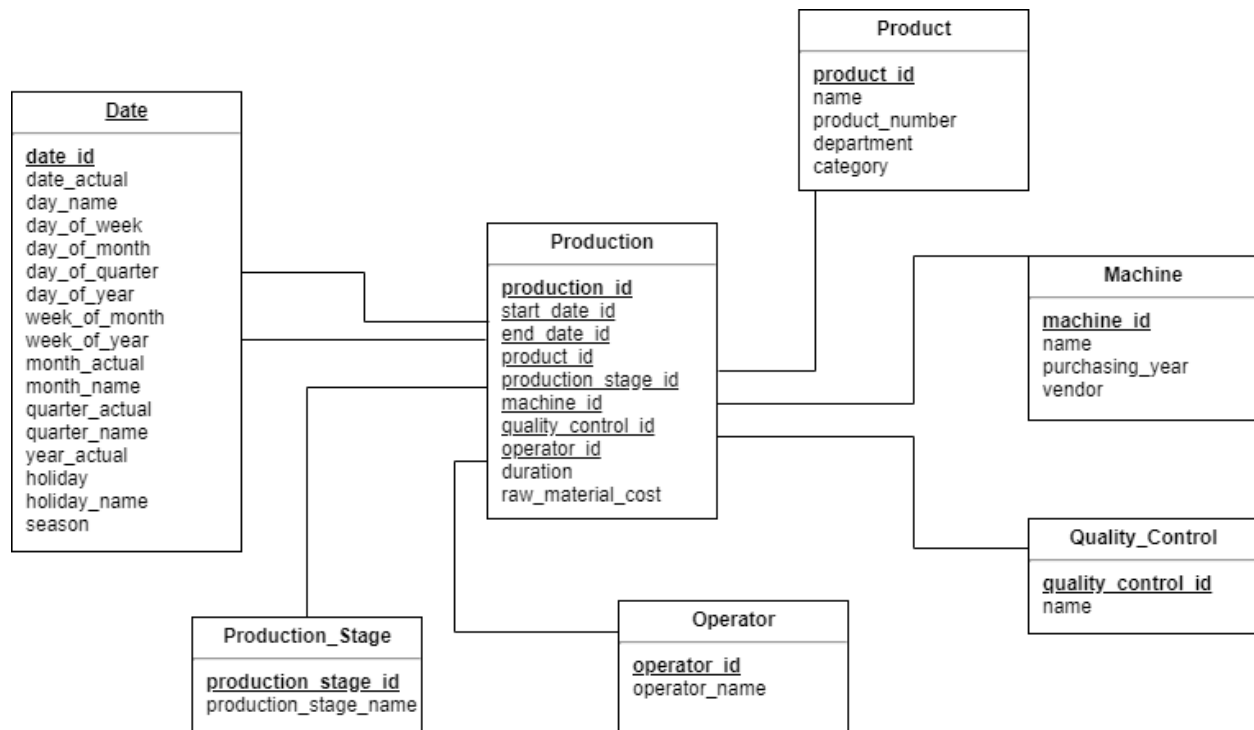 Product
product_id
name
product_number
department
category
Date
date_id
date_actual
day_name
day_of_week
day_of_month
day_of_quarter
day_of_year
week_of_month
week_of_year
month_actual
month_name
quarter_actual
quarter_name
year_actual
holiday
holiday_name
season
Production
production_id
start_date_id
end_date_id
product_id
production_stage_id
machine_id
quality_control_id
operator_id
duration
raw_material_cost
Machine
machine_id
name
purchasing_year
vendor
Quality_Control
quality_control_id
name
Production_Stage
production_stage_id
production_stage_name
Operator
operator_id
operator_name